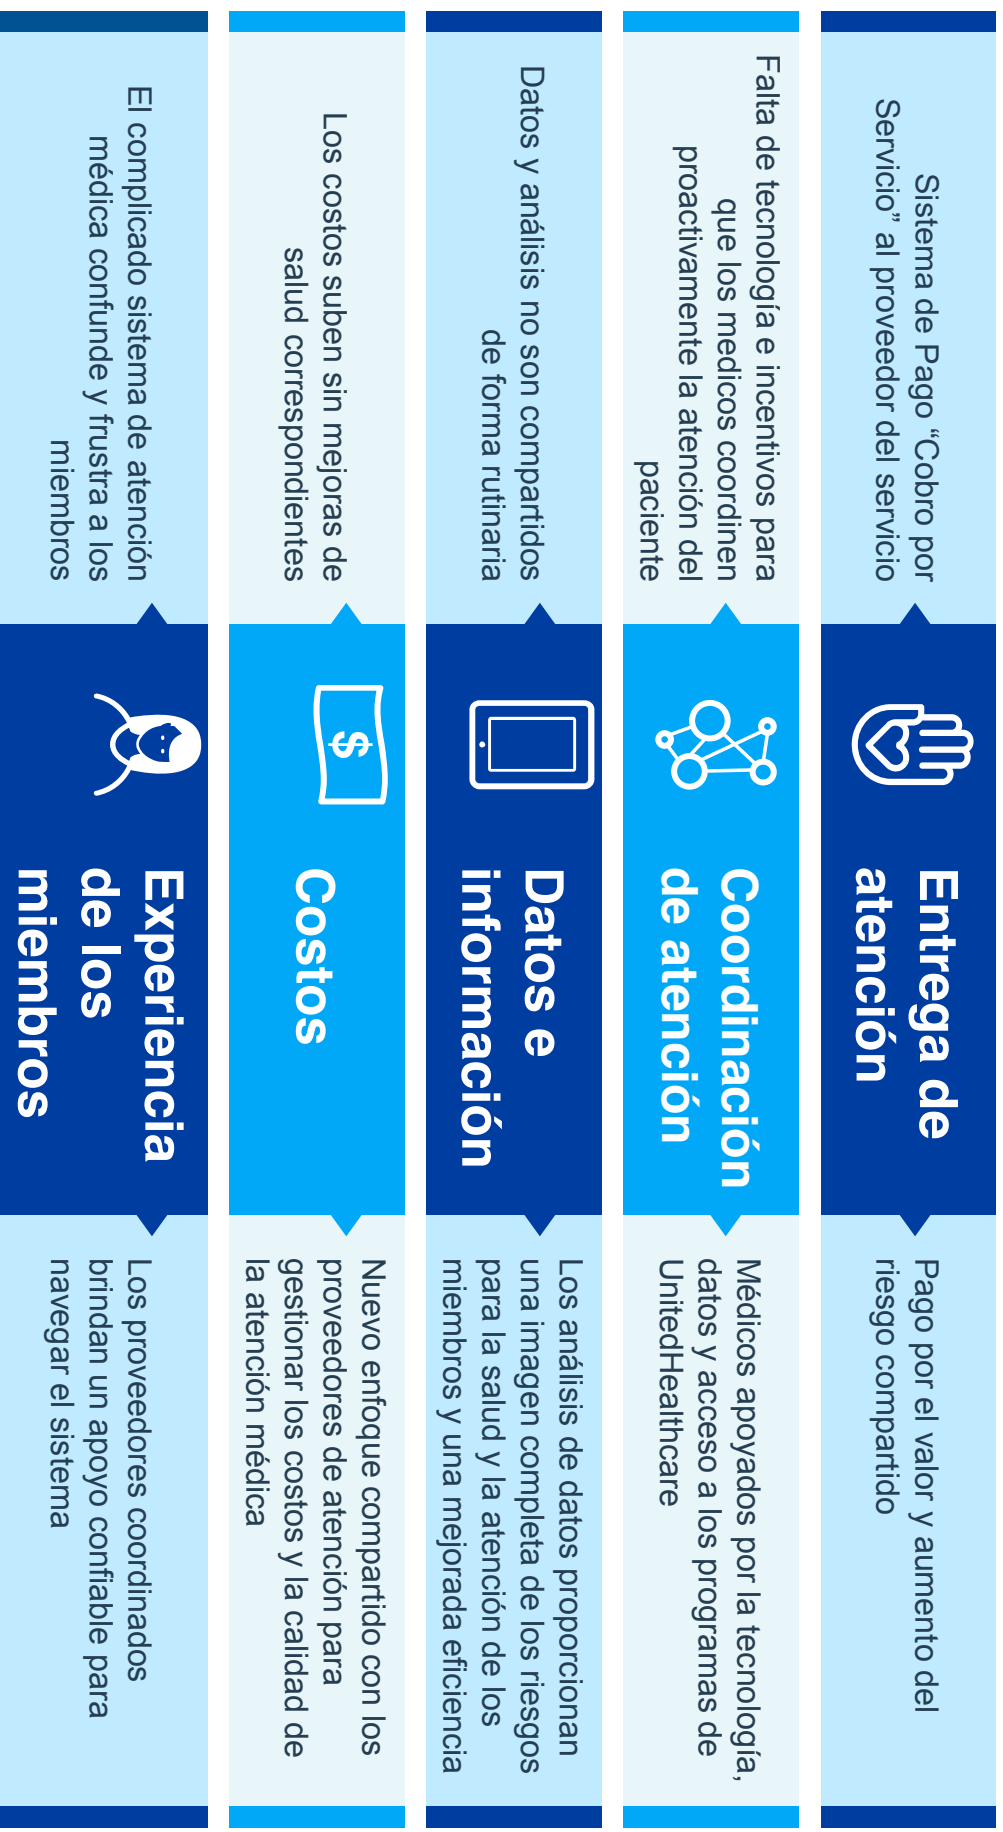 Sistema de Pago “Cobro por
Servicio” al proveedor del servicio
Entrega de
atención
Pago por el valor y aumento del
riesgo compartido
Falta de tecnología e incentivos para
que los medicos coordinen
proactivamente la atención del
paciente
Coordinación
de atención
Médicos apoyados por la tecnología,
datos y acceso a los programas de
UnitedHealthcare
Datos y análisis no son compartidos
de forma rutinaria
Datos e
información
Los análisis de datos proporcionan
una imagen completa de los riesgos
para la salud y la atención de los
miembros y una mejorada eficiencia
Los costos suben sin mejoras de
salud correspondientes
$
Costos
Nuevo enfoque compartido con los
proveedores de atención para
gestionar los costos y la calidad de
la atención médica
El complicado sistema de atención
médica confunde y frustra a los
miembros
Experiencia
de los
miembros
Los proveedores coordinados
brindan un apoyo confiable para
navegar el sistema